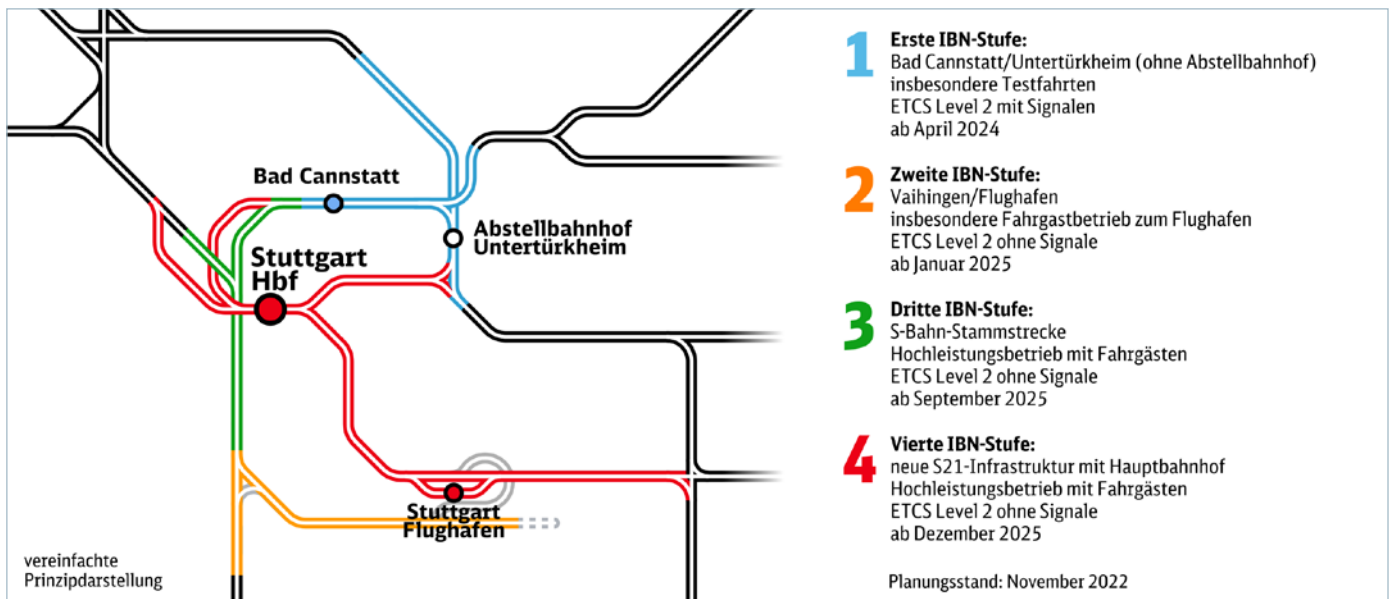 Bad Cannstatt
Abstellbahnhof
Untertürkheim
Stuttgart
Hbf
Stuttgart
Flughafen
vereinfachte
Prinzipdarstellung
1
Erste IBN-Stufe:
Bad Cannstatt/Untertürkheim (ohne Abstellbahnhof)
insbesondere Testfahrten
ETCS Level 2 mit Signalen
ab April 2024
2
Zweite IBN-Stufe:
Vaihingen/Flughafen
insbesondere Fahrgastbetrieb zum Flughafen
ETCS Level 2 ohne Signale
ab Januar 2025
3
Dritte IBN-Stufe:
S-Bahn-Stammstrecke
Hochleistungsbetrieb mit Fahrgästen
ETCS Level 2 ohne Signale
ab September 2025
4
Vierte IBN-Stufe:
neue S21-Infrastruktur mit Hauptbahnhof
Hochleistungsbetrieb mit Fahrgästen
ETCS Level 2 ohne Signale
ab Dezember 2025
Planungsstand: November 2022